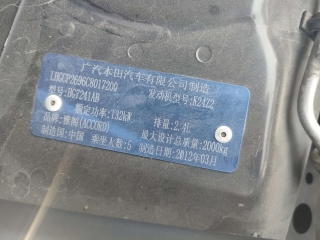 广汽本田汽车有限公司制造
LHGCP2696C8017200
型号:HG7241AB 发动机型号:K24Z2
额定功率:132kW 排量:2.4L
品牌:雅阁(ACCORD) 最大设计总质量:2000kg
制造国:中国 乘坐人数:5 制造日期:2012年03月